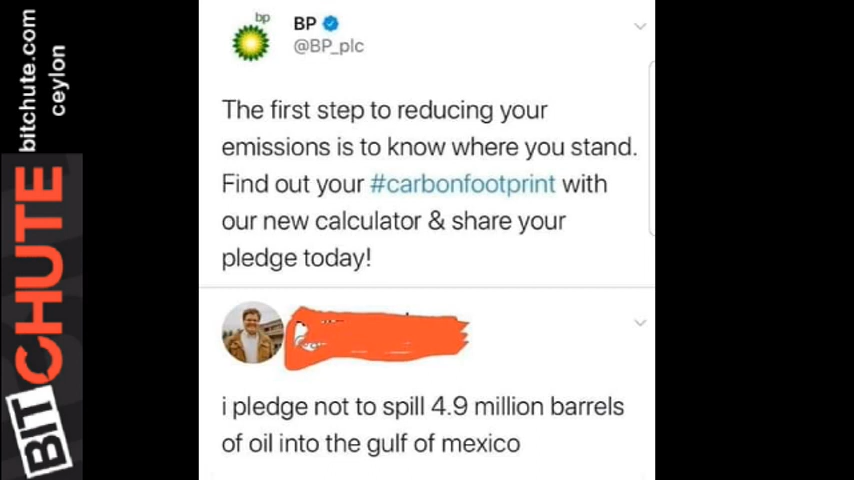 bitchute.com
ceylon
BITCHUTE
bp
BP
@BP_plc
The first step to reducing your
emissions is to know where you stand.
Find out your #carbonfootprint with
our new calculator & share your
pledge today!
i pledge not to spill 4.9 million barrels
of oil into the gulf of mexico